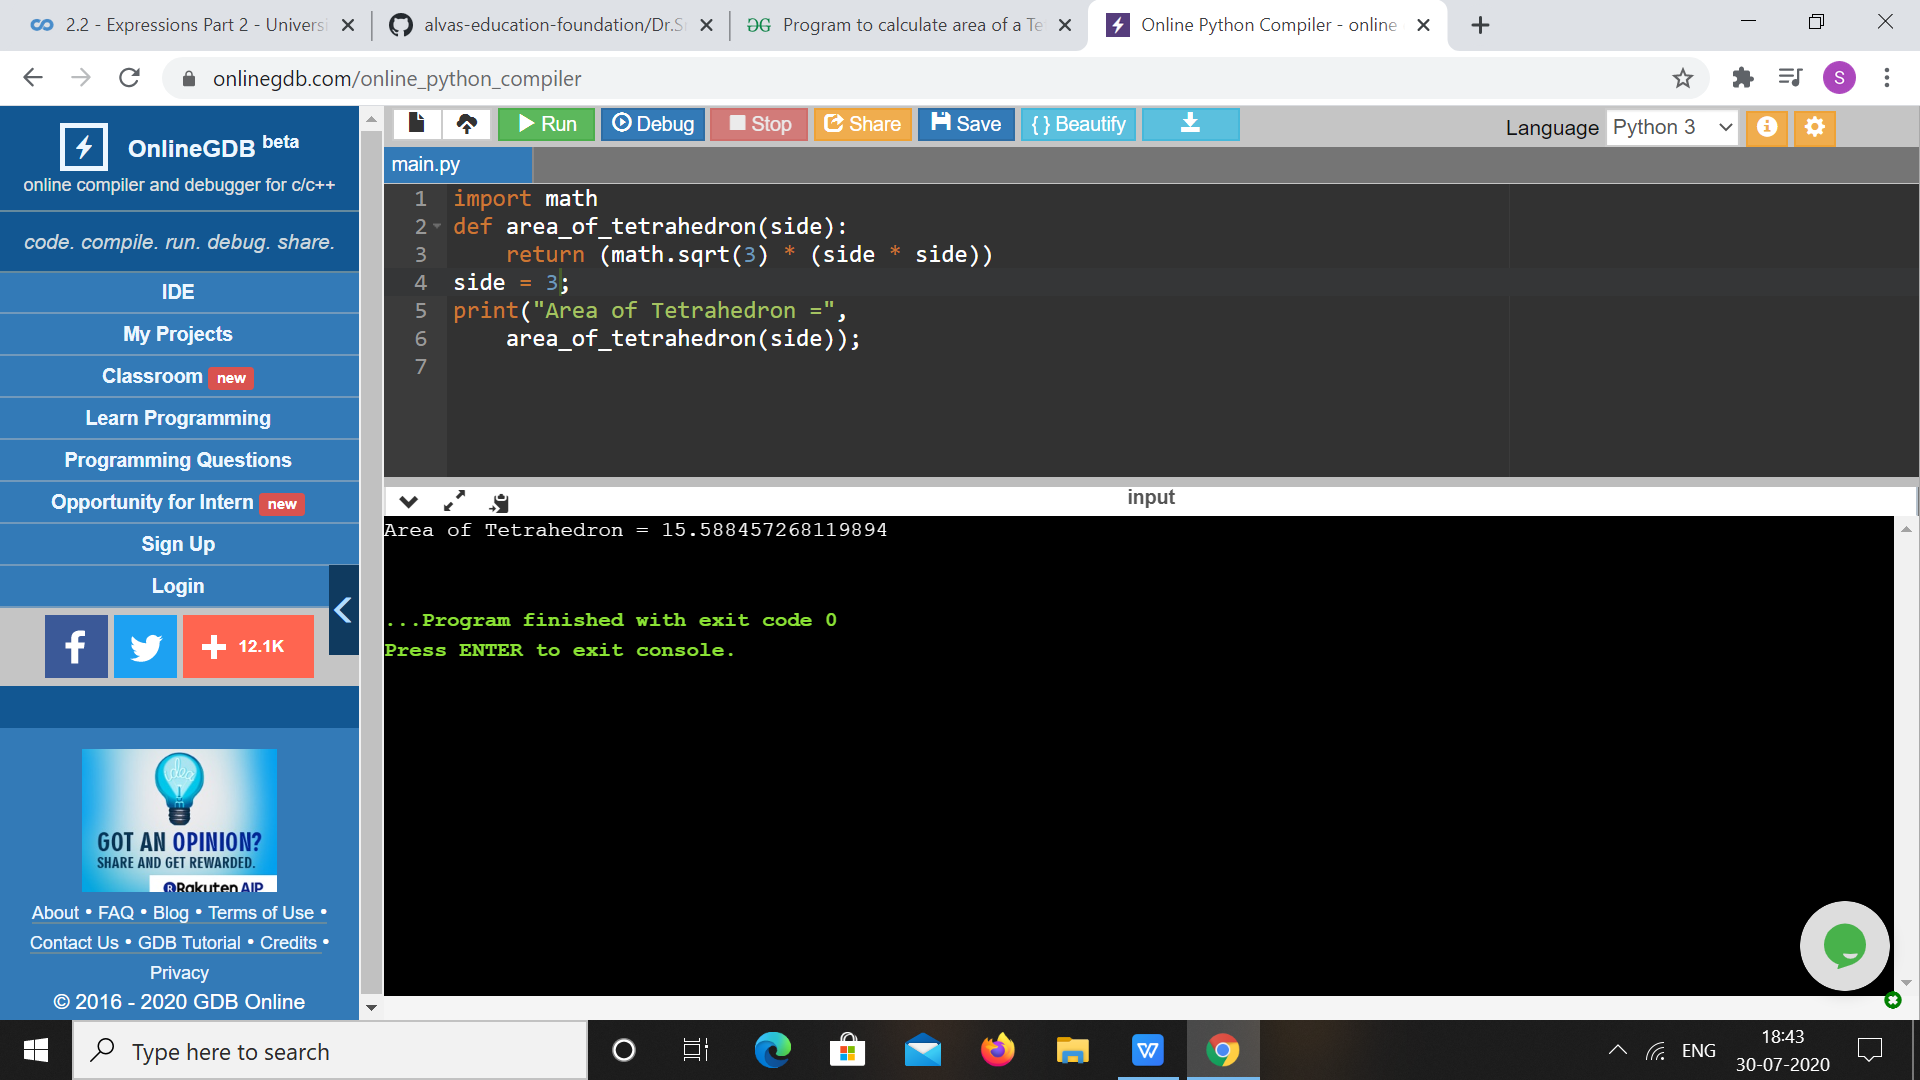 2.2 - Expressions Part 2 - Universi
alvas-education-foundation/Dr.S
Program to calculate area of a Te
Online Python Compiler - online
onlinegdb.com/online_python_compiler
S
OnlineGDB beta
online compiler and debugger for c/c++
code. compile. run. debug. share.
IDE
My Projects
Classroom new
Learn Programming
Programming Questions
Opportunity for Intern new
Sign Up
Login
12.1K
GOT AN OPINION?
SHARE AND GET REWARDED.
Rakuten AIP
About • FAQ • Blog • Terms of Use •
Contact Us • GDB Tutorial • Credits •
Privacy
© 2016 - 2020 GDB Online
Run Debug Stop Share Save { } Beautify
Language Python 3
main.py
1 import math
2 def area_of_tetrahedron(side):
3 return (math.sqrt(3) * (side * side))
4 side = 3;
5 print("Area of Tetrahedron =",
6 area_of_tetrahedron(side));
7
input
Area of Tetrahedron = 15.588457268119894
...Program finished with exit code 0
Press ENTER to exit console.
Type here to search
ENG
18:43
30-07-2020